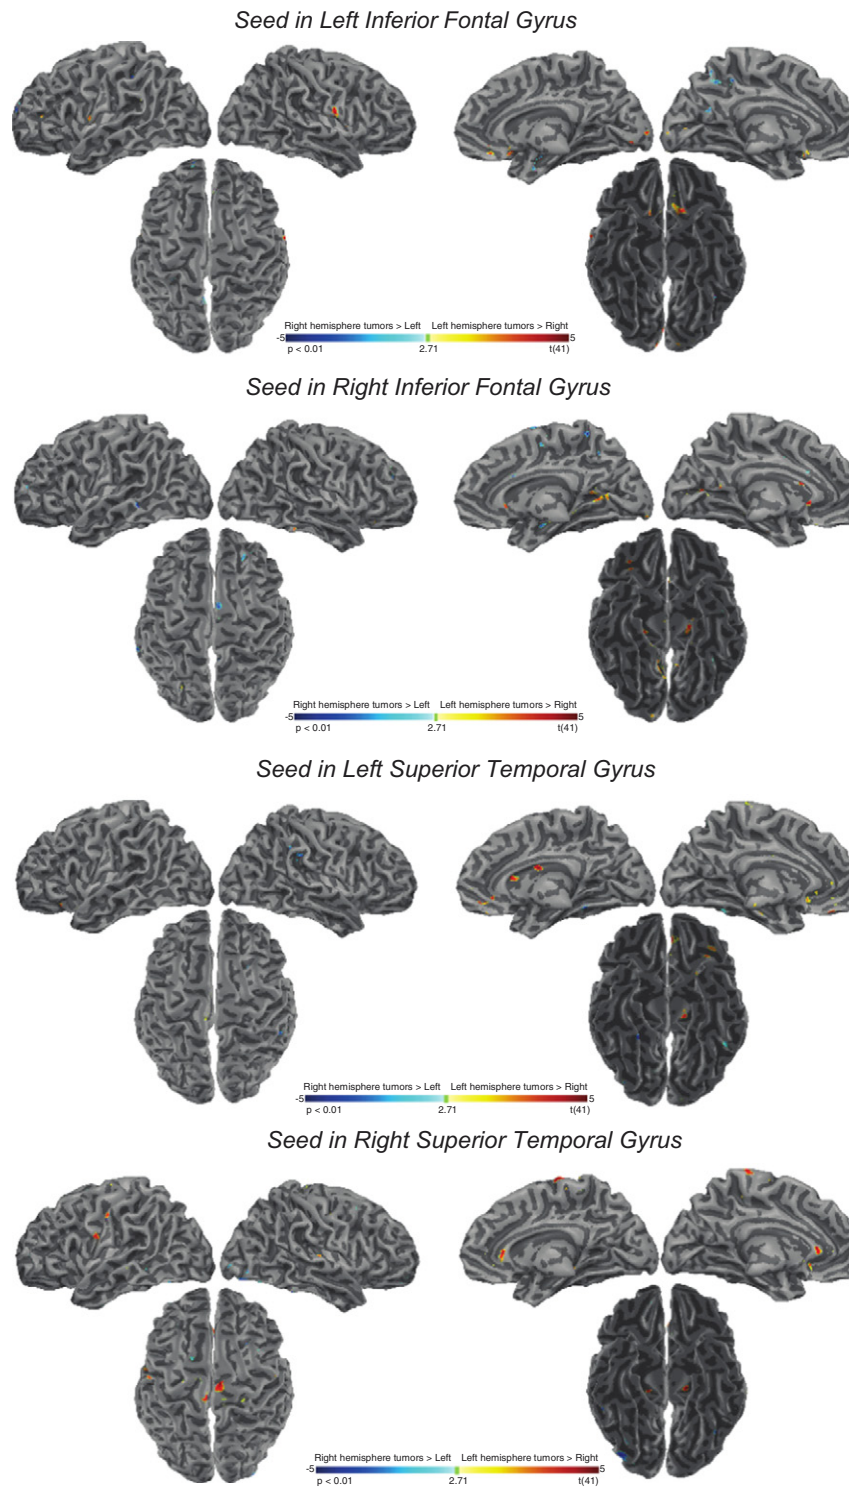 Seed in Left Inferior Fontal Gyrus
Right hemisphere tumors > Left Left hemisphere tumors > Right
-5 5
p < 0.01 2.71 t(41)
Seed in Right Inferior Fontal Gyrus
Right hemisphere tumors > Left Left hemisphere tumors > Right
-5 5
p < 0.01 2.71 t(41)
Seed in Left Superior Temporal Gyrus
Right hemisphere tumors > Left Left hemisphere tumors > Right
-5 5
p < 0.01 2.71 t(41)
Seed in Right Superior Temporal Gyrus
Right hemisphere tumors > Left Left hemisphere tumors > Right
-5 5
p < 0.01 2.71 t(41)